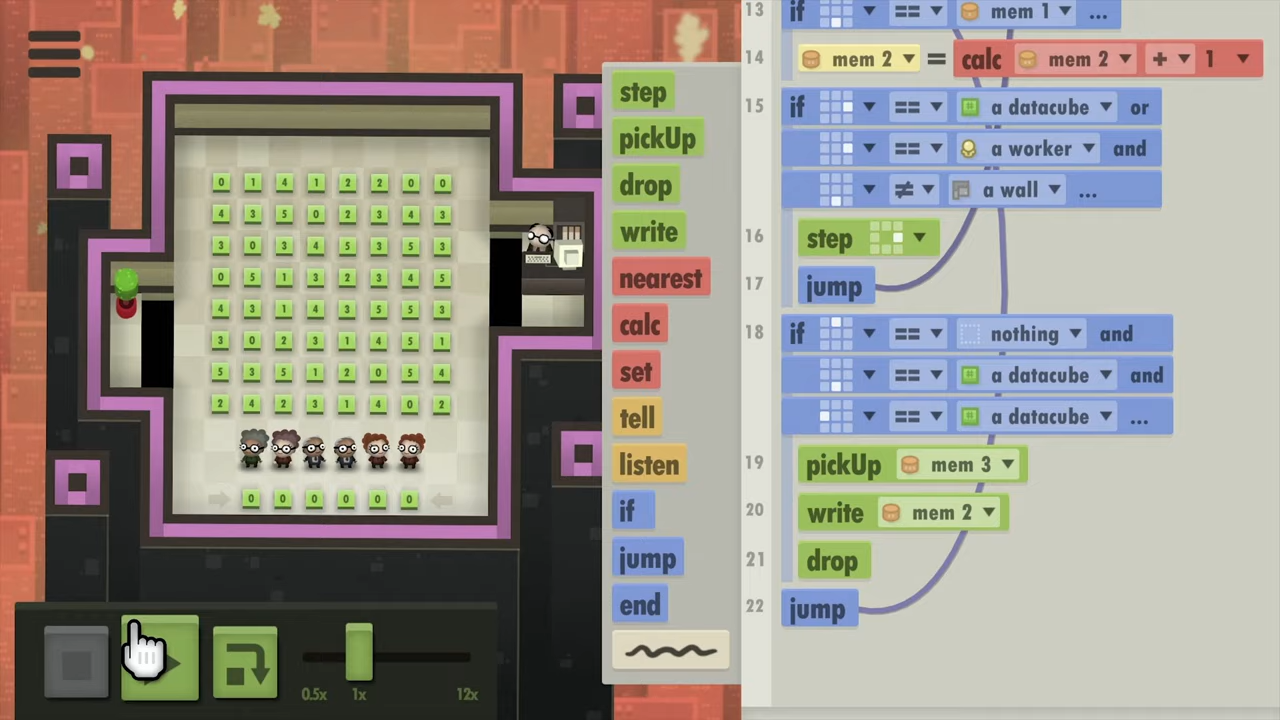 0 1 4 1 2 2 0 0
4 3 5 0 2 3 4 3
3 0 3 4 5 3 5 3
0 5 1 3 2 3 4 5
4 3 1 4 3 5 5 3
3 0 2 3 1 4 5 1
5 3 5 1 2 0 5 4
2 4 2 3 1 4 0 2
0 0 0 0 0 0
0.5x 1x 12x
step
pickUp
drop
write
nearest
calc
set
tell
listen
if
jump
end
13 if == mem 1 ...
14 mem 2 = calc mem 2 + 1
15 if == a datacube or
== a worker and
≠ a wall ...
16 step
17 jump
18 if == nothing and
== a datacube and
== a datacube ...
19 pickUp mem 3
20 write mem 2
21 drop
22 jump